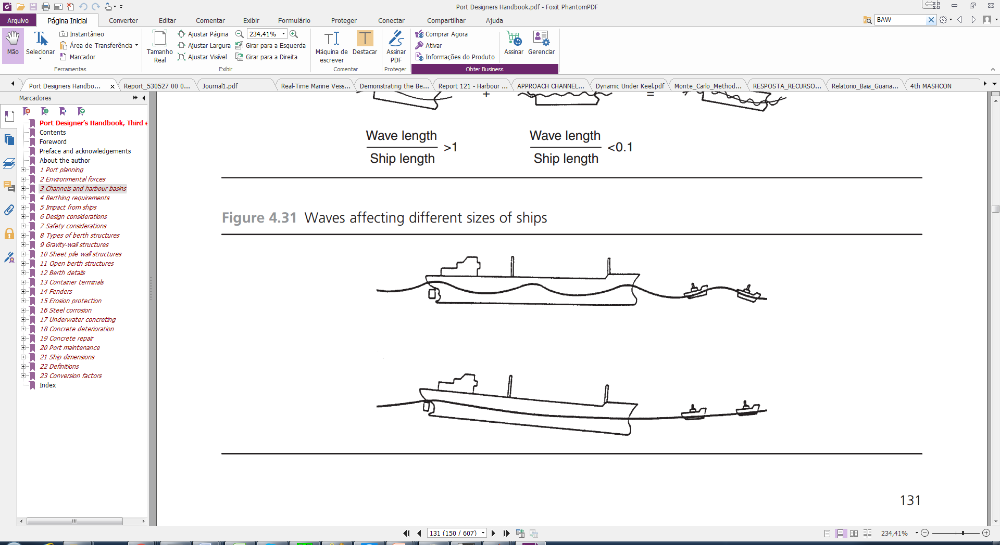 Port Designers Handbook.pdf - Foxit PhantomPDF
Arquivo
Página Inicial
Converter
Editar
Comentar
Exibir
Formulário
Proteger
Conectar
Compartilhar
Ajuda
BAW
Mão
Selecionar
Instantâneo
Área de Transferência
Marcador
Ferramentas
Tamanho
Real
Ajustar Página
Ajustar Largura
Ajustar Visível
234,41%
Girar para a Esquerda
Girar para a Direita
Exibir
Máquina de
escrever
Destacar
Comentar
Assinar
PDF
Proteger
Comprar Agora
Ativar
Informações do Produto
Assinar
Gerenciar
Obter Business
Port Designers Handbo...
Report_530527 00 0...
Journal1.pdf
Real-Time Marine Vess...
Demonstrating the Be...
Report 121 - Harbour ...
APPROACH CHANNEL...
Dynamic Under Keel.pdf
Monte_Carlo_Method...
RESPOSTA_RECURSO...
Relatorio_Baia_Guana...
4th MASHCON
Marcadores
Port Designer's Handbook, Third e
Contents
Foreword
Preface and acknowledgements
About the author
1 Port planning
2 Environmental forces
3 Channels and harbour basins
4 Berthing requirements
5 Impact from ships
6 Design considerations
7 Safety considerations
8 Types of berth structures
9 Gravity-wall structures
10 Sheet pile wall structures
11 Open berth structures
12 Berth details
13 Container terminals
14 Fenders
15 Erosion protection
16 Steel corrosion
17 Underwater concreting
18 Concrete deterioration
19 Concrete repair
20 Port maintenance
21 Ship dimensions
22 Definitions
23 Conversion factors
Index
+
=
Wave length
Ship length
>1
Wave length
Ship length
<0.1
Figure 4.31 Waves affecting different sizes of ships
131
131 (150 / 607)
234,41%